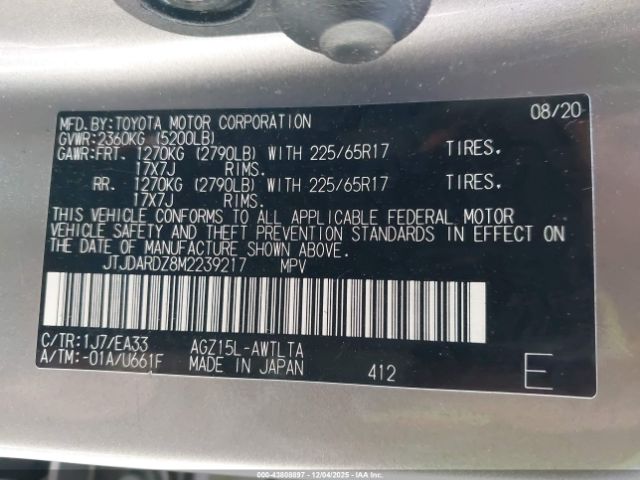 MFD.BY:TOYOTA MOTOR CORPORATION 08/20
GVWR:2360KG (5200LB)
GAWR:FRT. 1270KG (2790LB) WITH 225/65R17 TIRES.
17X7J RIMS.
RR. 1270KG (2790LB) WITH 225/65R17 TIRES.
17X7J RIMS.
THIS VEHICLE CONFORMS TO ALL APPLICABLE FEDERAL MOTOR
VEHICLE SAFETY AND THEFT PREVENTION STANDARDS IN EFFECT ON
THE DATE OF MANUFACTURE SHOWN ABOVE.
JTJDARDZ8M2239217 MPV
C/TR:1J7/EA33 AGZ15L-AWTLTA
A/TM:-01A/U661F MADE IN JAPAN 412 E
000-43808897 12/04/2025 - Copyright IAA, LLC